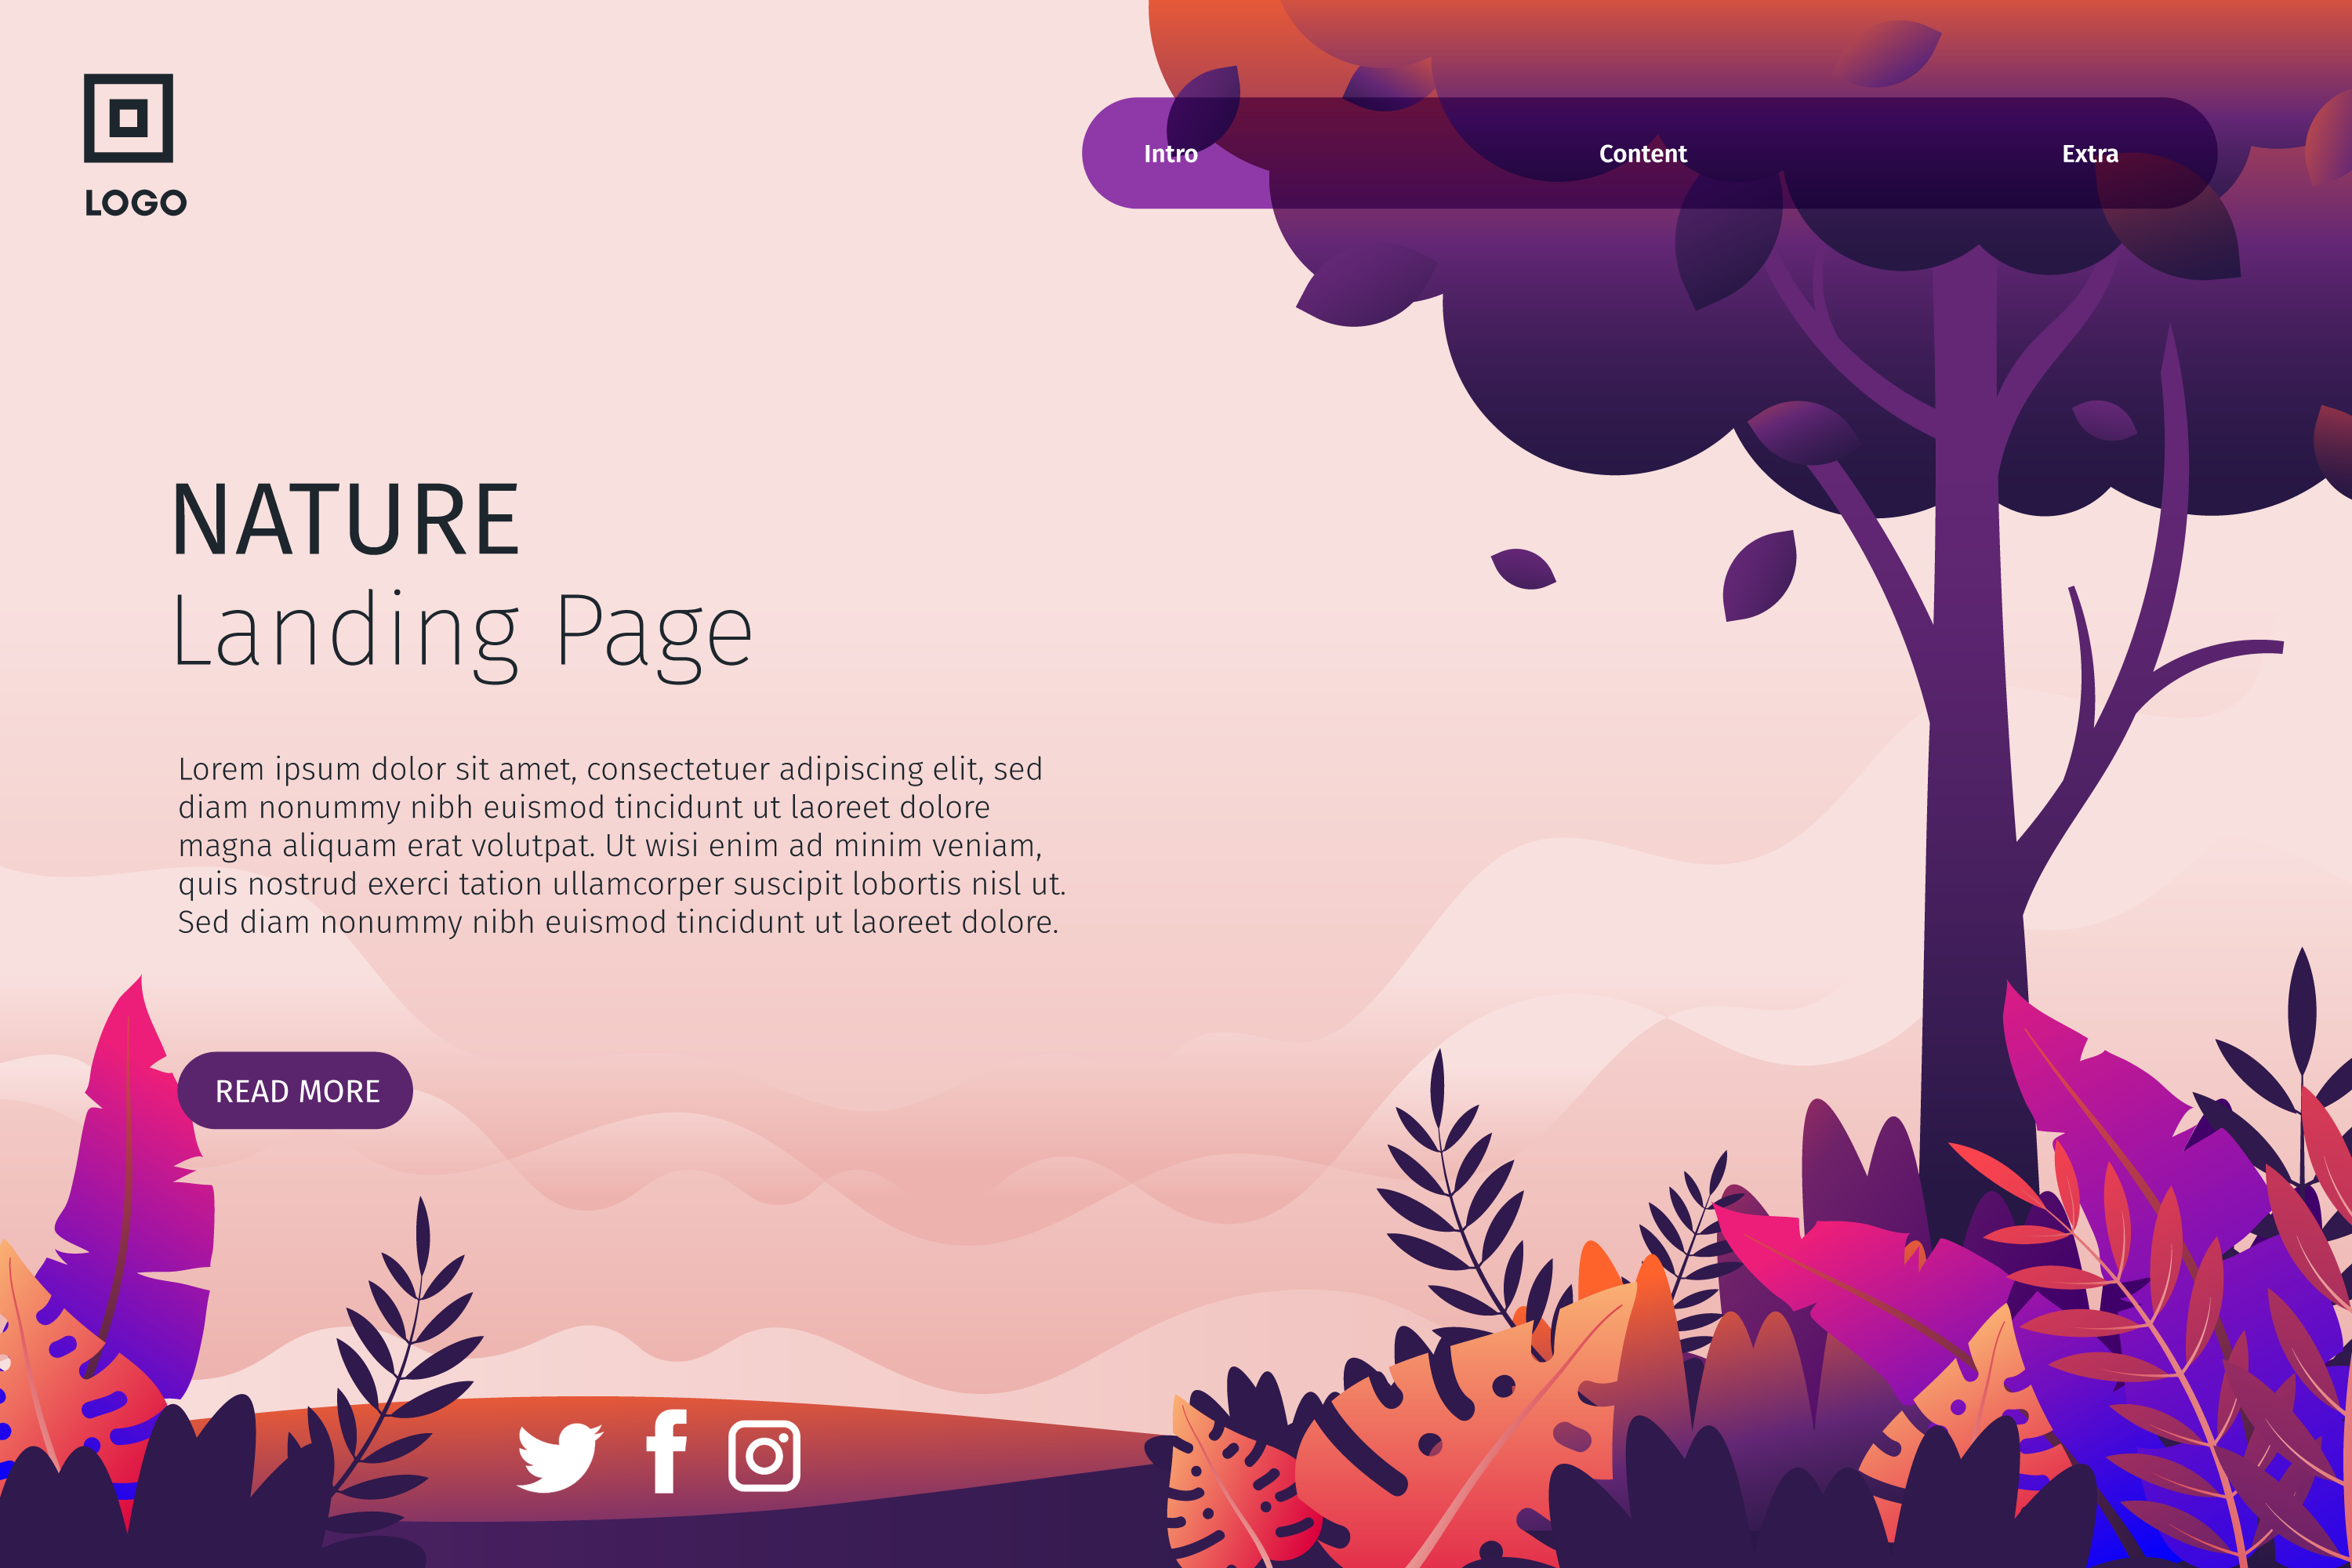 LOGO
Intro
Content
Extra
NATURE
Landing Page
Lorem ipsum dolor sit amet, consectetuer adipiscing elit, sed
diam nonummy nibh euismod tincidunt ut laoreet dolore
magna aliquam erat volutpat. Ut wisi enim ad minim veniam,
quis nostrud exerci tation ullamcorper suscipit lobortis nisl ut.
Sed diam nonummy nibh euismod tincidunt ut laoreet dolore.
READ MORE